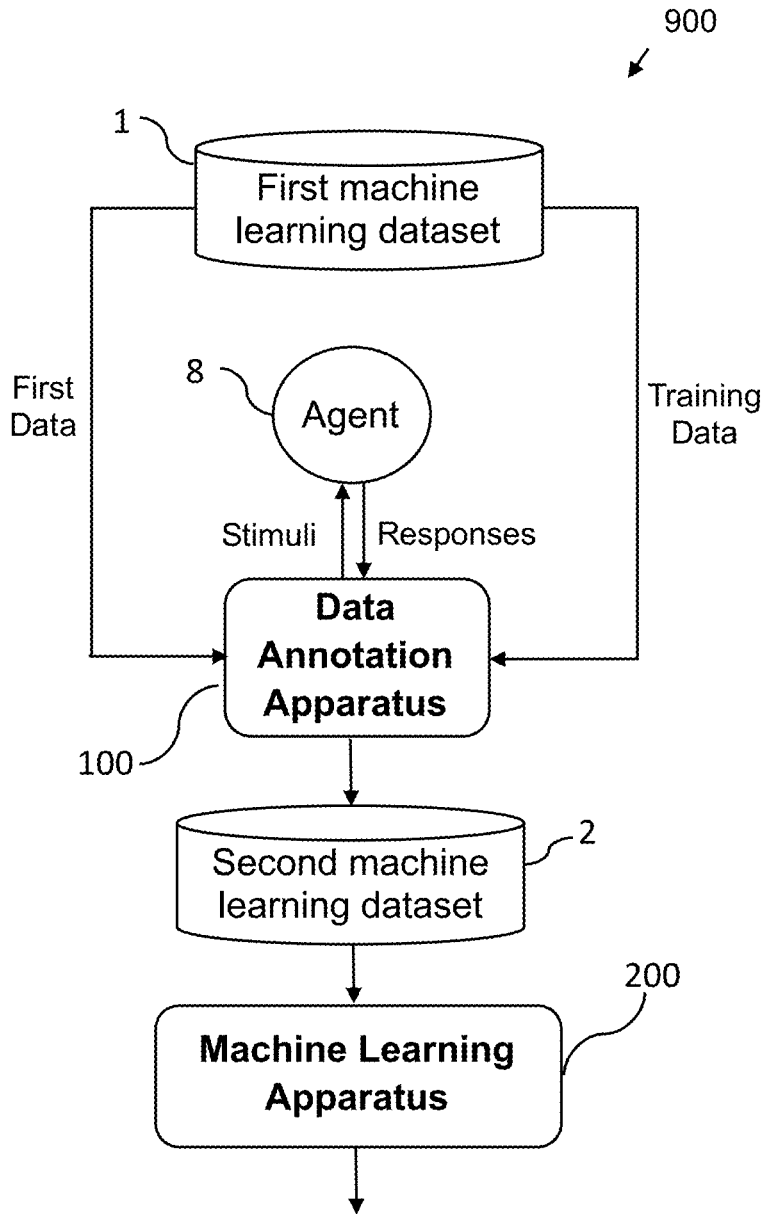 900
1
First machine
learning dataset
8
Agent
First
Data
Training
Data
Stimuli
Responses
Data
Annotation
Apparatus
100
2
Second machine
learning dataset
200
Machine Learning
Apparatus